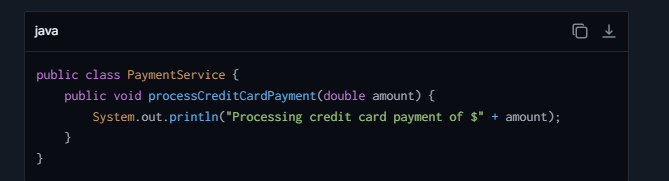 java
public class PaymentService {
    public void processCreditCardPayment(double amount) {
        System.out.println("Processing credit card payment of $" + amount);
    }
}